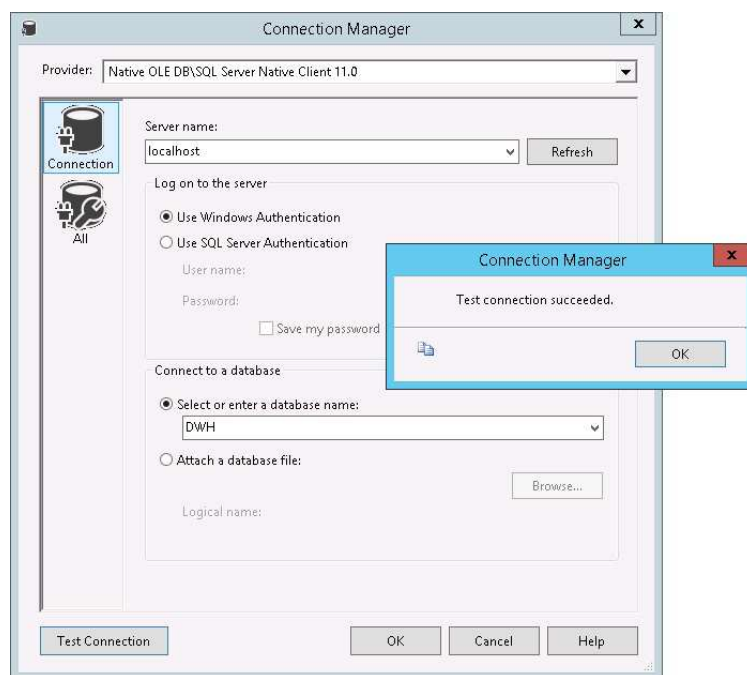 Connection Manager
x
Provider: Native OLE DB\SQL Server Native Client 11.0
Connection
All
Server name:
localhost
Refresh
Log on to the server
Use Windows Authentication
Use SQL Server Authentication
User name:
Password:
Save my password
Connect to a database
Select or enter a database name:
DWH
Attach a database file:
Browse...
Logical name:
Connection Manager
x
Test connection succeeded.
OK
Test Connection
OK
Cancel
Help